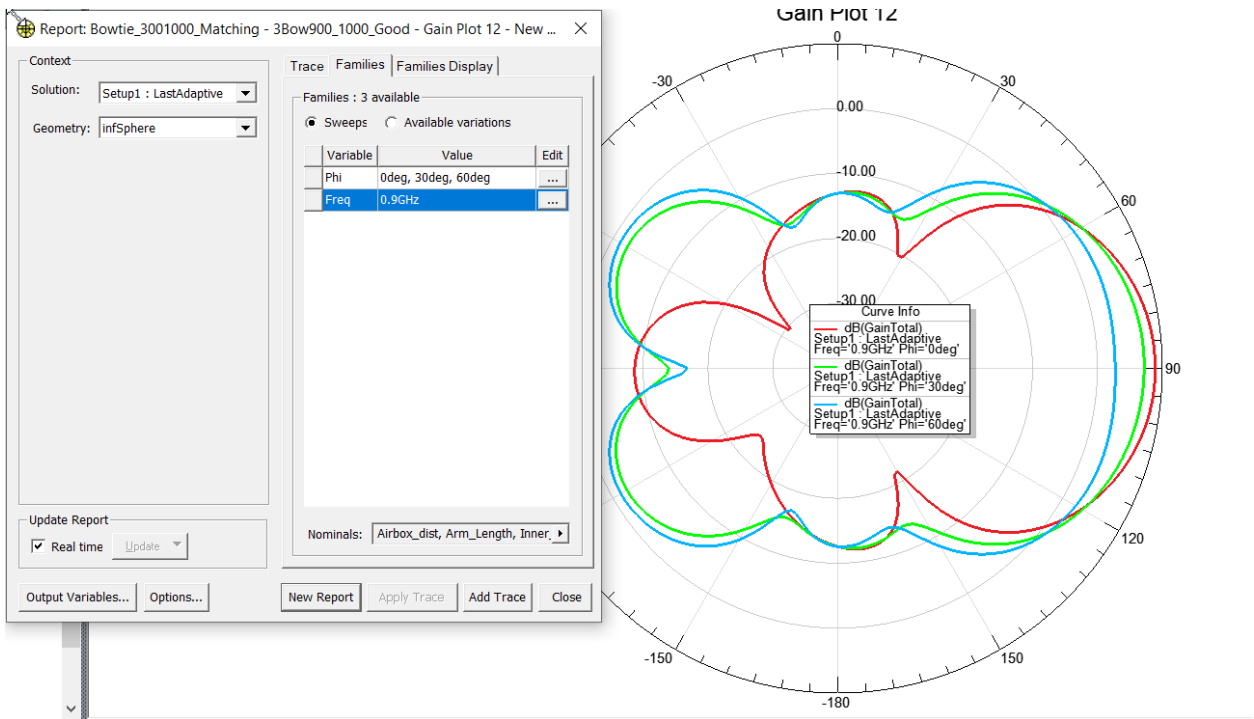 Report: Bowtie_3001000_Matching - 3Bow900_1000_Good - Gain Plot 12 - New ...
Context
Solution: Setup1 : LastAdaptive
Geometry: infSphere
Trace Families Families Display
Families : 3 available
Sweeps Available variations
Variable Value Edit
Phi 0deg, 30deg, 60deg ...
Freq 0.9GHz ...
Nominals: Airbox_dist, Arm_Length, Inner_
Update Report
Real time Update
Output Variables... Options... New Report Apply Trace Add Trace Close
Gain Plot 12
0
-30 30
0.00
-10.00
60
-20.00
-30.00
Curve Info
dB(GainTotal)
Setup1 : LastAdaptive
Freq='0.9GHz' Phi='0deg'
dB(GainTotal)
Setup1 : LastAdaptive
Freq='0.9GHz' Phi='30deg'
dB(GainTotal)
Setup1 : LastAdaptive
Freq='0.9GHz' Phi='60deg'
90
120
-150 150
-180